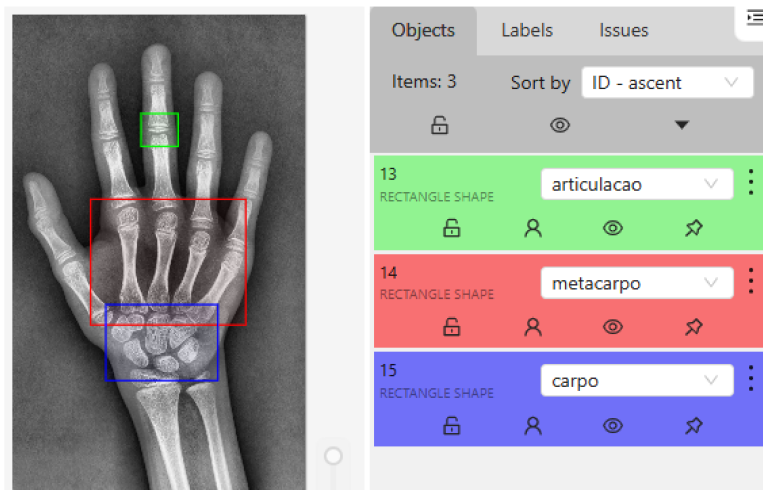 Objects Labels Issues
Items: 3 Sort by ID - ascent
13 articulacao
RECTANGLE SHAPE
14 metacarpo
RECTANGLE SHAPE
15 carpo
RECTANGLE SHAPE